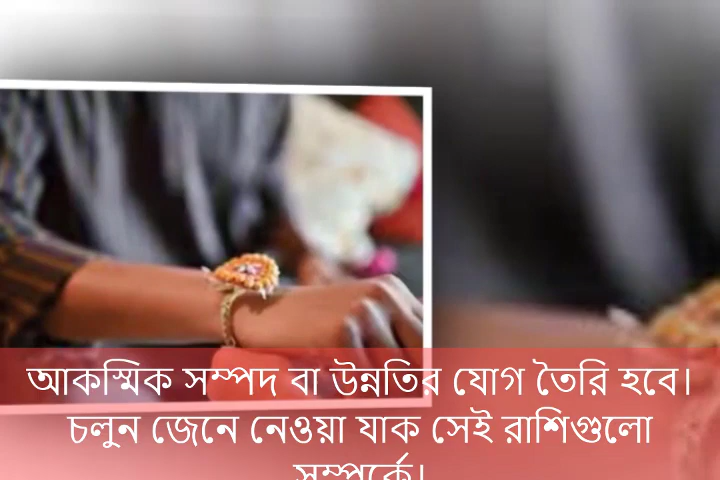 আকস্মিক সম্পদ বা উন্নতির যোগ তৈরি হবে।
চলুন জেনে নেওয়া যাক সেই রাশিগুলো
সম্পর্কে।